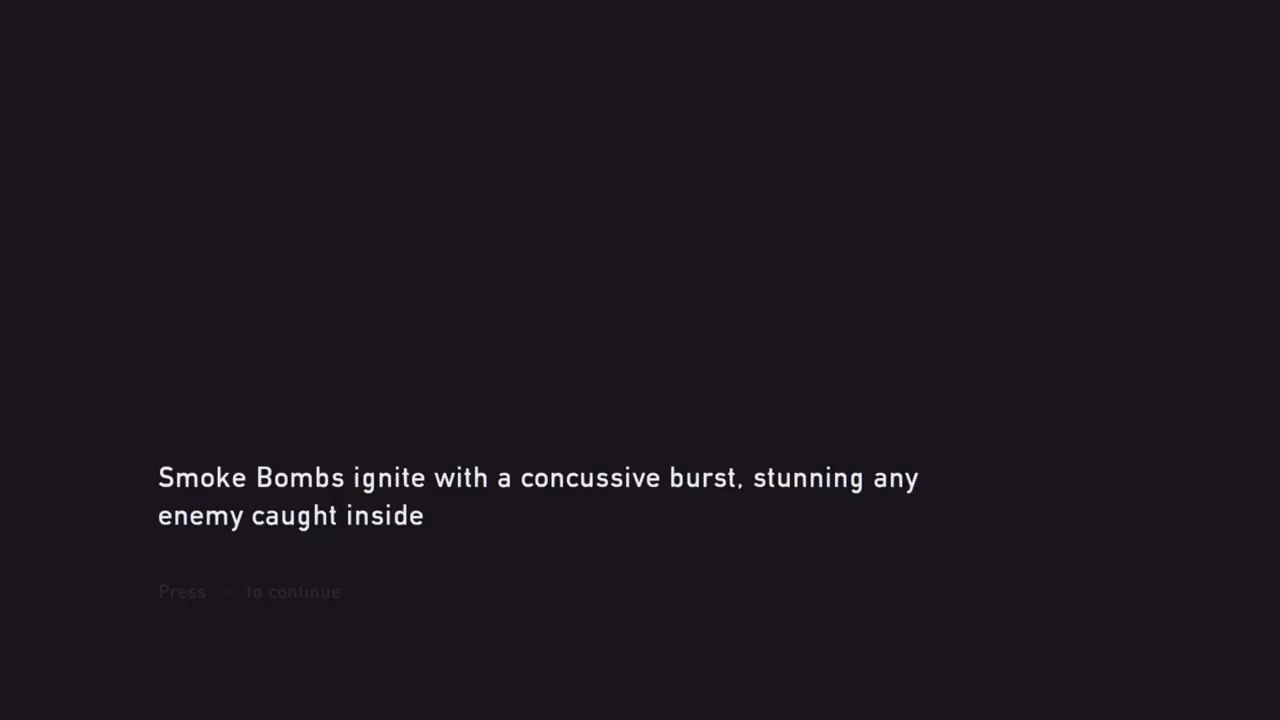 Smoke Bombs ignite with a concussive burst, stunning any
enemy caught inside
Press to continue